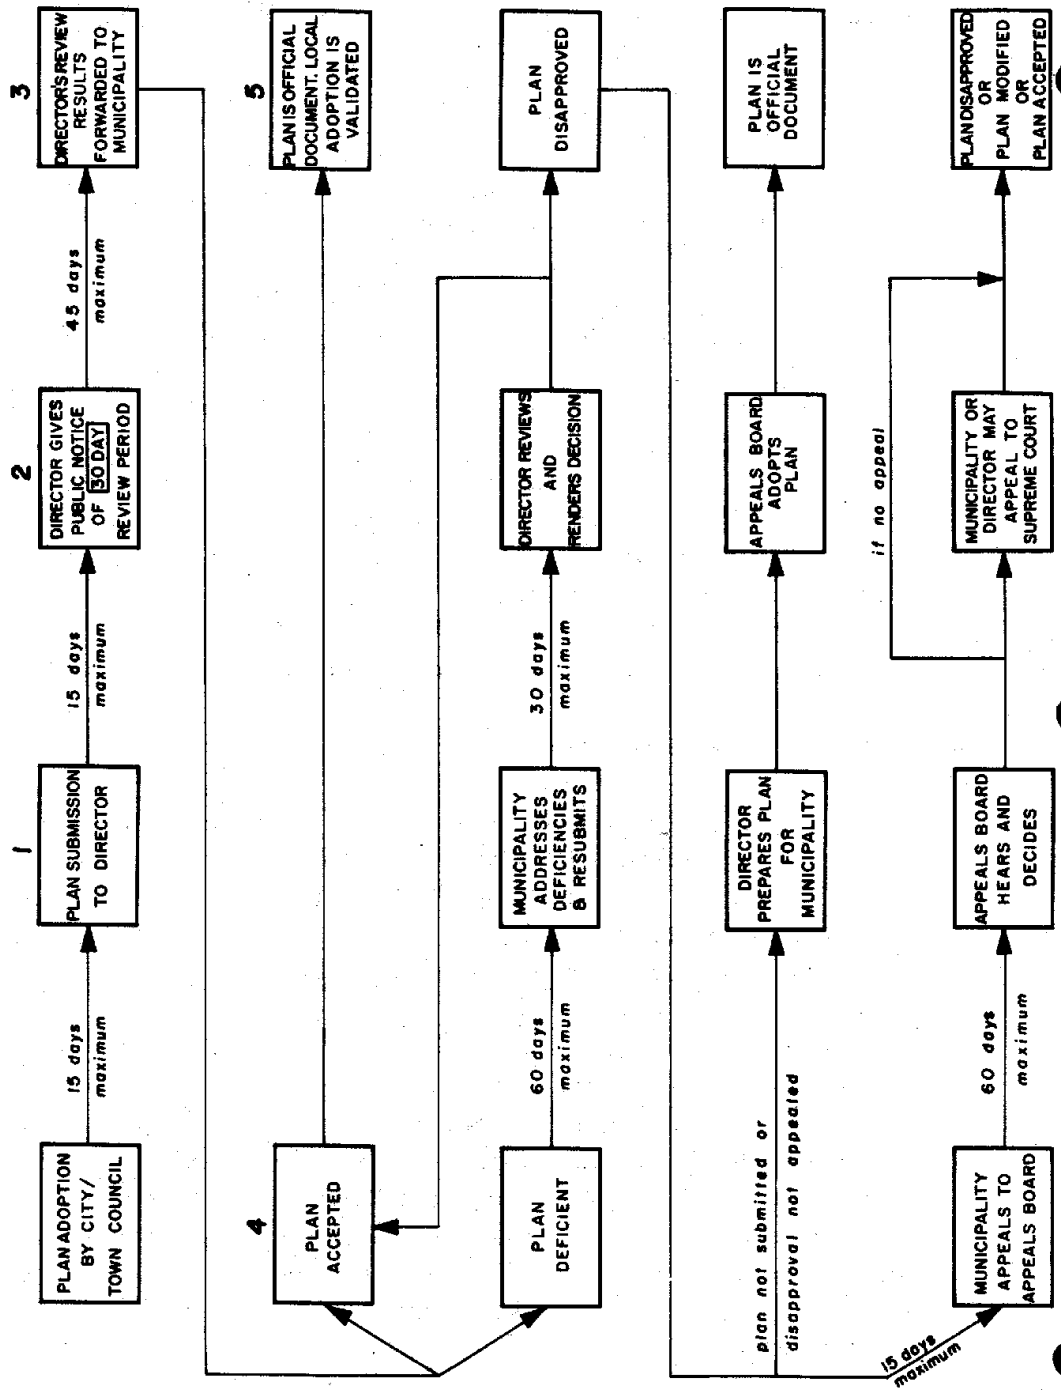 PLAN ADOPTION
BY CITY/
TOWN COUNCIL
15 days
maximum
1
PLAN SUBMISSION
TO DIRECTOR
15 days
maximum
2
DIRECTOR GIVES
PUBLIC NOTICE
OF 30 DAY
REVIEW PERIOD
45 days
maximum
3
DIRECTOR'S REVIEW
RESULTS
FORWARDED TO
MUNICIPALITY
4
PLAN
ACCEPTED
5
PLAN IS OFFICIAL
DOCUMENT. LOCAL
ADOPTION IS
VALIDATED
PLAN
DEFICIENT
60 days
maximum
MUNICIPALITY
ADDRESSES
DEFICIENCIES
& RESUBMITS
30 days
maximum
DIRECTOR REVIEWS
AND
RENDERS DECISION
PLAN
DISAPPROVED
plan not submitted or
disapproval not appealed
DIRECTOR
PREPARES PLAN
FOR
MUNICIPALITY
APPEALS BOARD
ADOPTS
PLAN
PLAN IS
OFFICIAL
DOCUMENT
15 days
maximum
MUNICIPALITY
APPEALS TO
APPEALS BOARD
60 days
maximum
APPEALS BOARD
HEARS AND
DECIDES
if no appeal
MUNICIPALITY OR
DIRECTOR MAY
APPEAL TO
SUPREME COURT
PLAN DISAPPROVED
OR
PLAN MODIFIED
OR
PLAN ACCEPTED